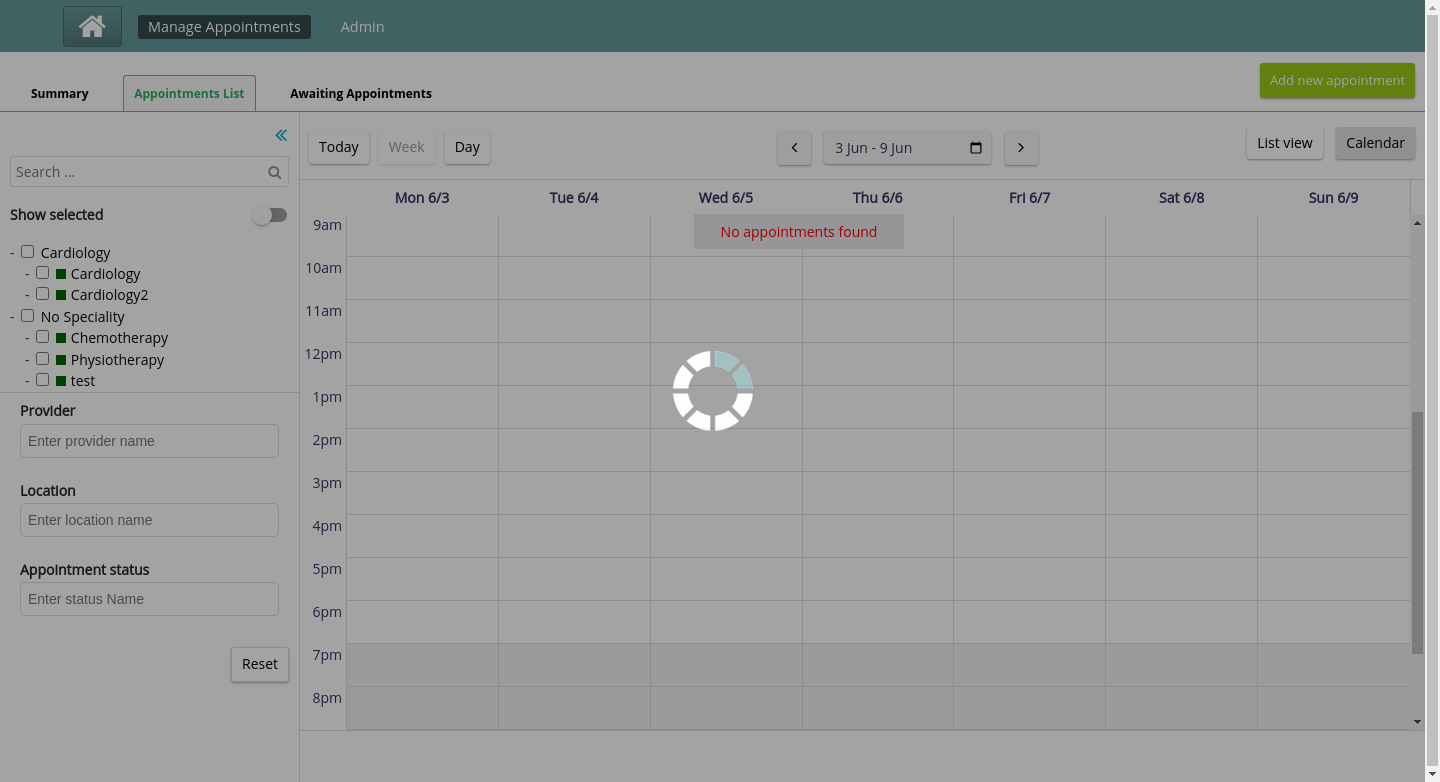 Manage Appointments Admin
Summary Appointments List Awaiting Appointments Add new appointment
Today Week Day 3 Jun - 9 Jun List view Calendar
Search ...
Show selected
- Cardiology
- Cardiology
- Cardiology2
- No Speciality
- Chemotherapy
- Physiotherapy
- test
Provider
Enter provider name
Location
Enter location name
Appointment status
Enter status Name
Reset
Mon 6/3 Tue 6/4 Wed 6/5 Thu 6/6 Fri 6/7 Sat 6/8 Sun 6/9
No appointments found
9am
10am
11am
12pm
1pm
2pm
3pm
4pm
5pm
6pm
7pm
8pm